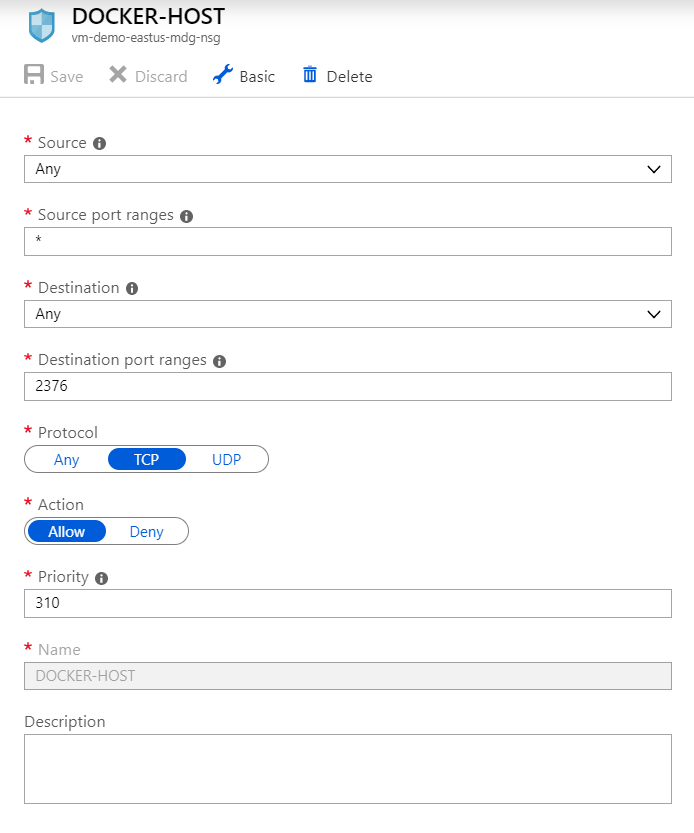 DOCKER-HOST
vm-demo-eastus-mdg-nsg
Save Discard Basic Delete
* Source
Any
* Source port ranges
*
* Destination
Any
* Destination port ranges
2376
* Protocol
Any TCP UDP
* Action
Allow Deny
* Priority
310
* Name
DOCKER-HOST
Description